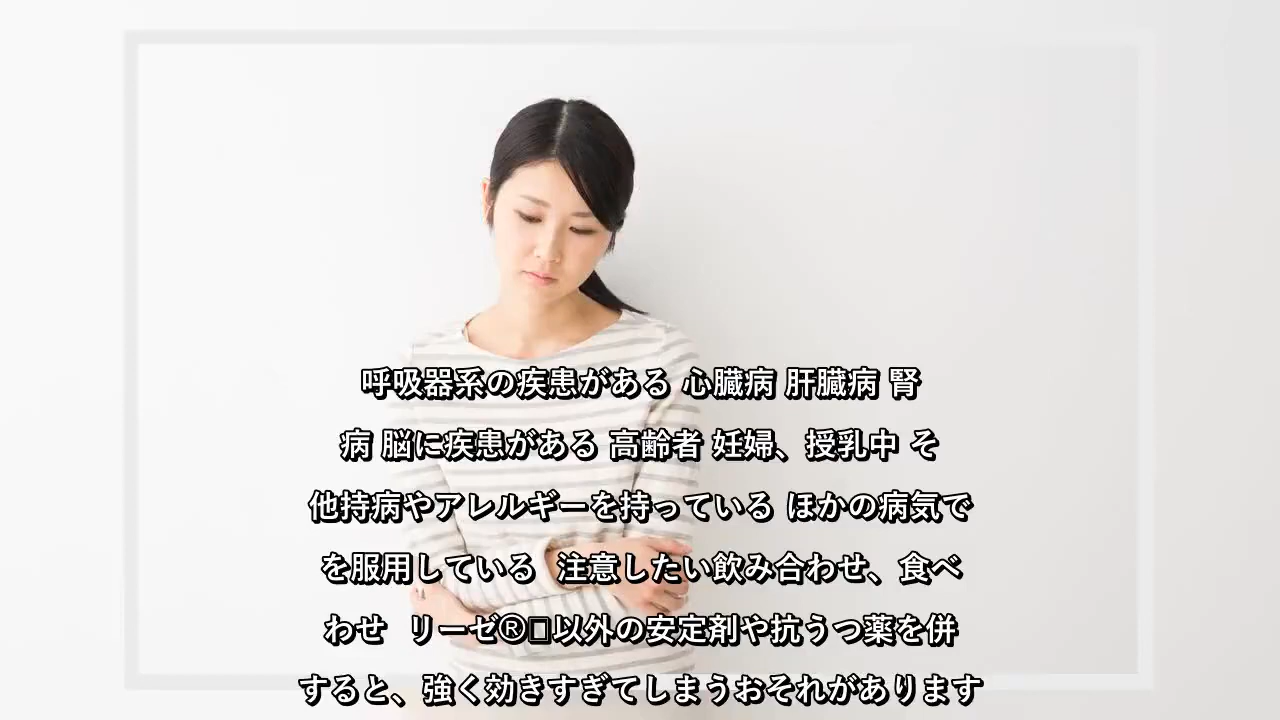 呼吸器系の疾患がある 心臓病 肝臓病 腎
病 脳に疾患がある 高齢者 妊婦、授乳中 そ
他持病やアレルギーを持っている ほかの病気で
を服用している  注意したい飲み合わせ、食べ
わせ  リーゼ®□以外の安定剤や抗うつ薬を併
すると、強く効きすぎてしまうおそれがあります